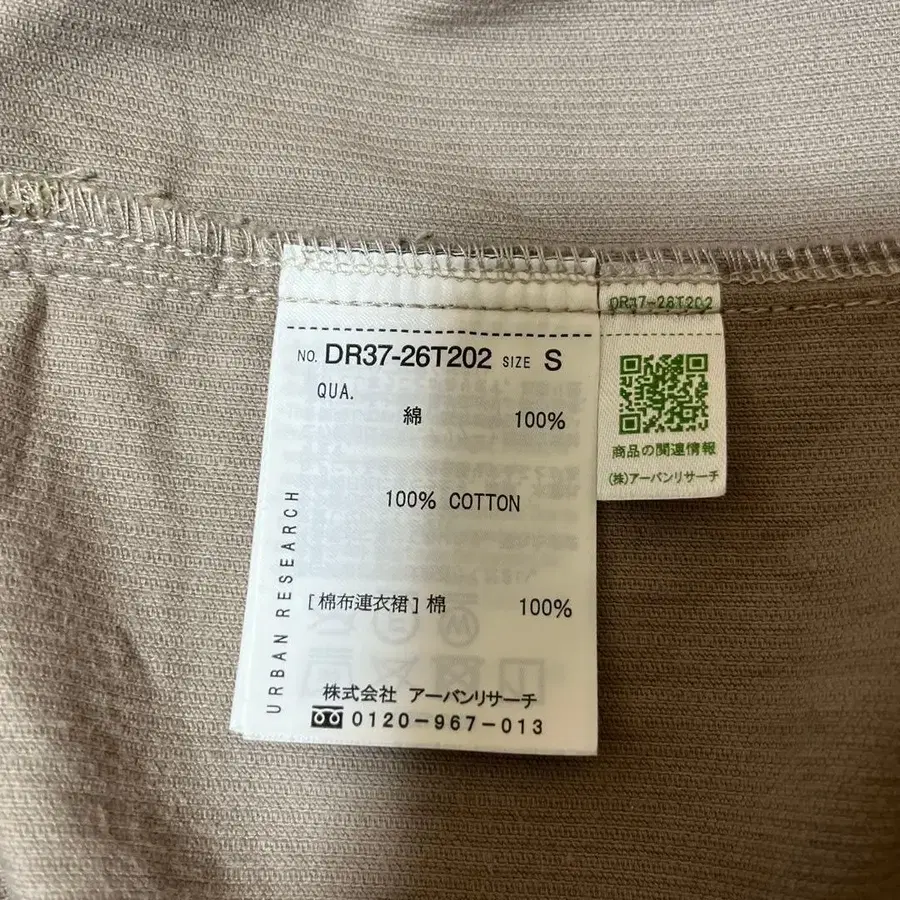 NO. DR37-26T202 SIZE S
QUA.
綿 100%
100% COTTON
[棉布連衣裙] 棉 100%
株式会社 アーバンリサーチ
0120-967-013
URBAN RESEARCH
DR37-26T202
商品の関連情報
(株)アーバンリサーチ